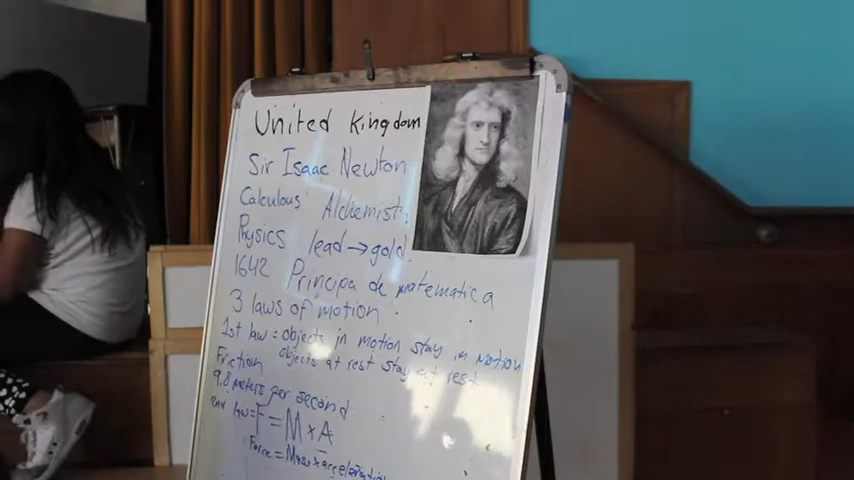 United Kingdom
Sir Isaac Newton
Calculus Alchemist:
Physics lead → gold
1642 Principa de matematica
3 laws of motion
1st law = objects in motion stay in motion
objects at rest stay at rest
Friction
9,8 meters per second
2nd law = F = M x A
Force = Mass x acceleration